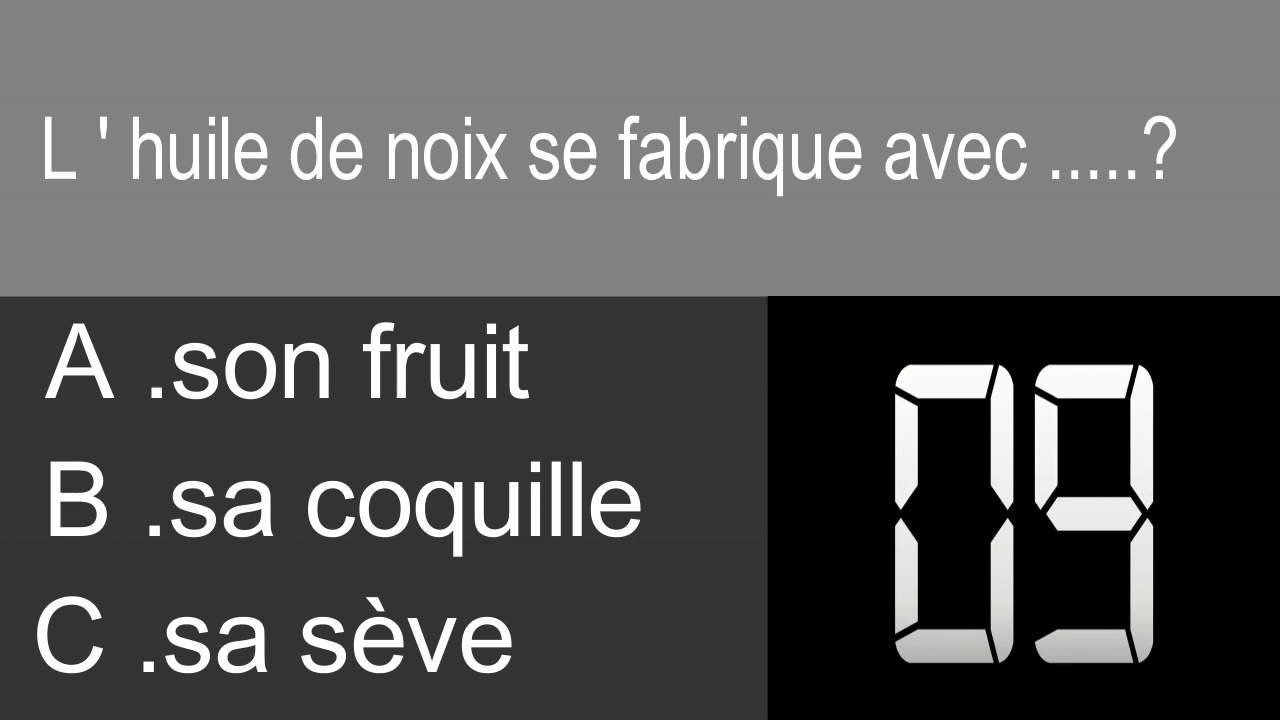 L ' huile de noix se fabrique avec .....?
A .son fruit
B .sa coquille
C .sa sève
09